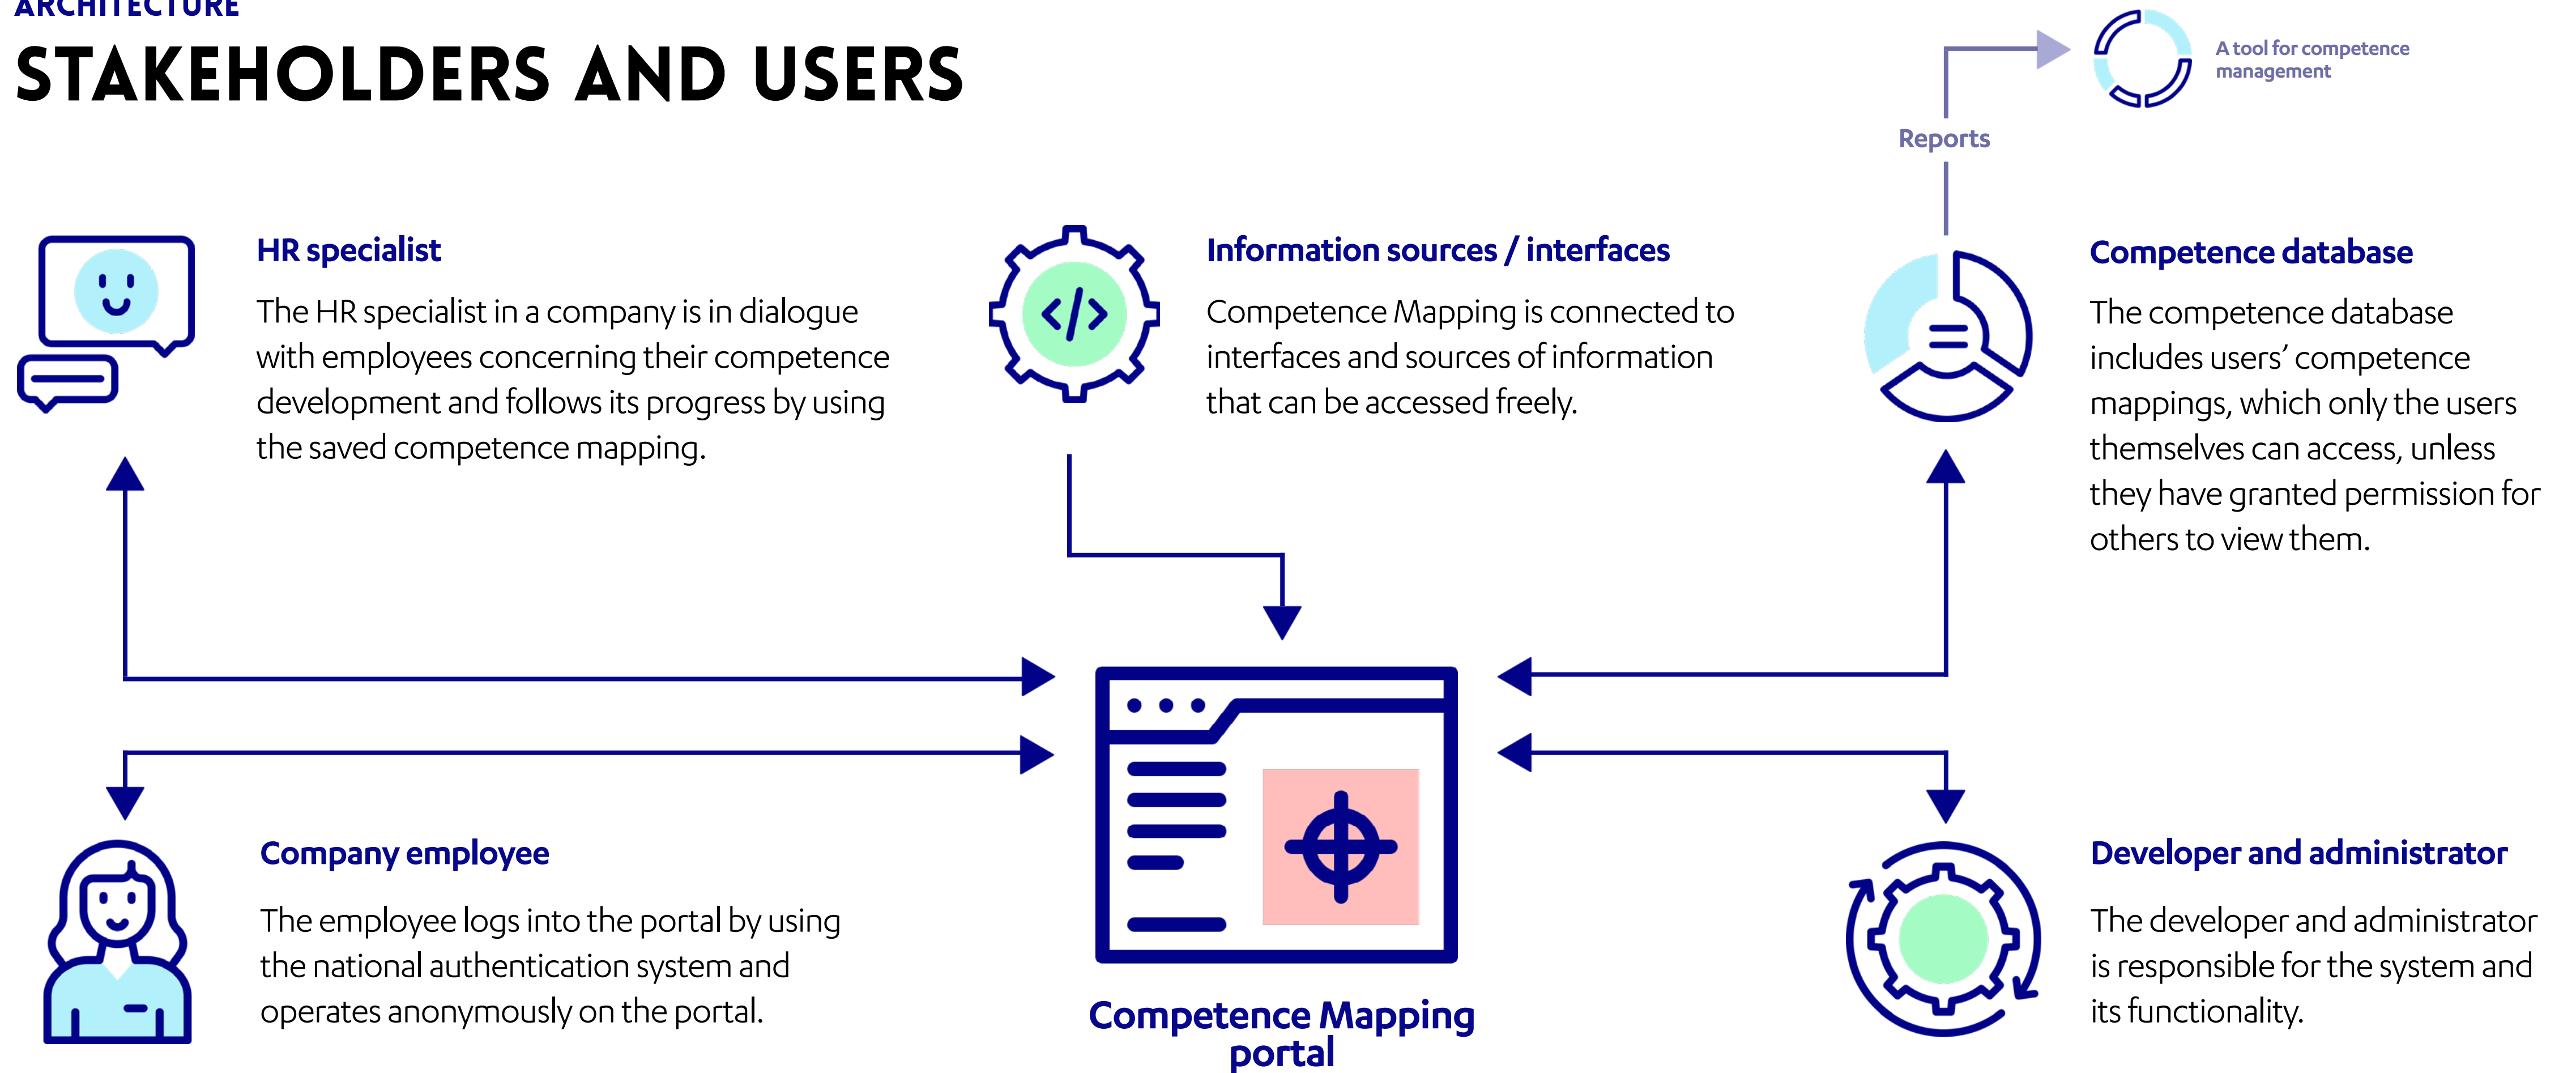 ARCHITECTURE
STAKEHOLDERS AND USERS
A tool for competence
management
Reports
HR specialist
The HR specialist in a company is in dialogue
with employees concerning their competence
development and follows its progress by using
the saved competence mapping.
Information sources / interfaces
Competence Mapping is connected to
interfaces and sources of information
that can be accessed freely.
Competence database
The competence database
includes users’ competence
mappings, which only the users
themselves can access, unless
they have granted permission for
others to view them.
Company employee
The employee logs into the portal by using
the national authentication system and
operates anonymously on the portal.
Competence Mapping
portal
Developer and administrator
The developer and administrator
is responsible for the system and
its functionality.